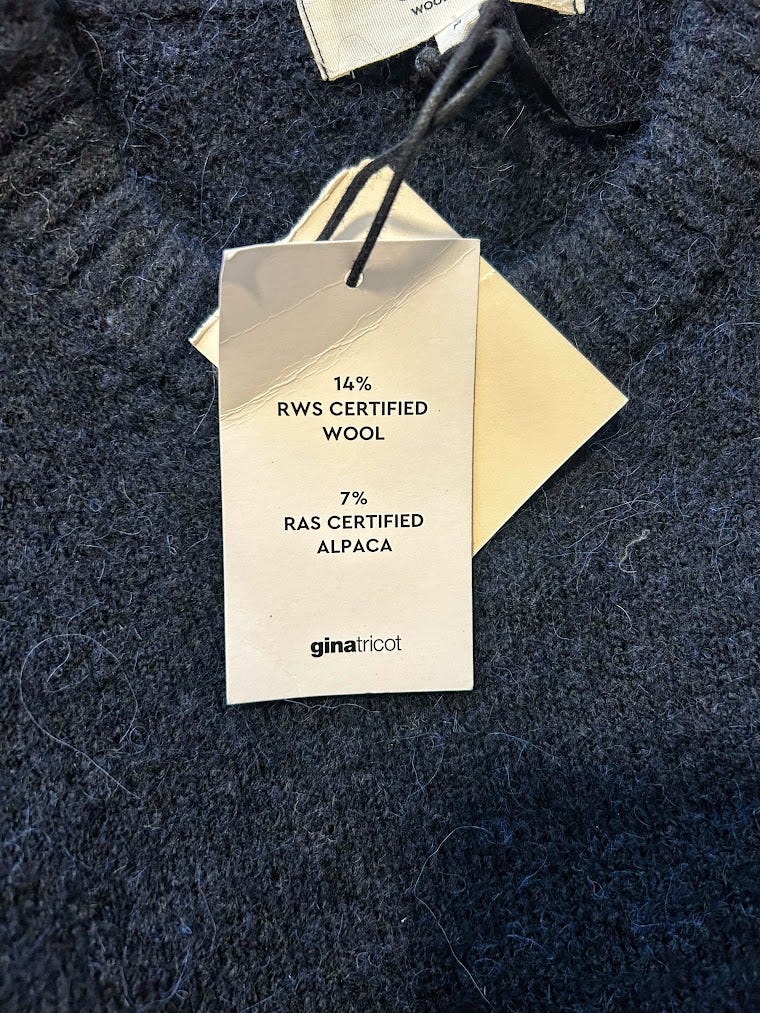 14%
RWS CERTIFIED
WOOL
7%
RAS CERTIFIED
ALPACA
ginatricot